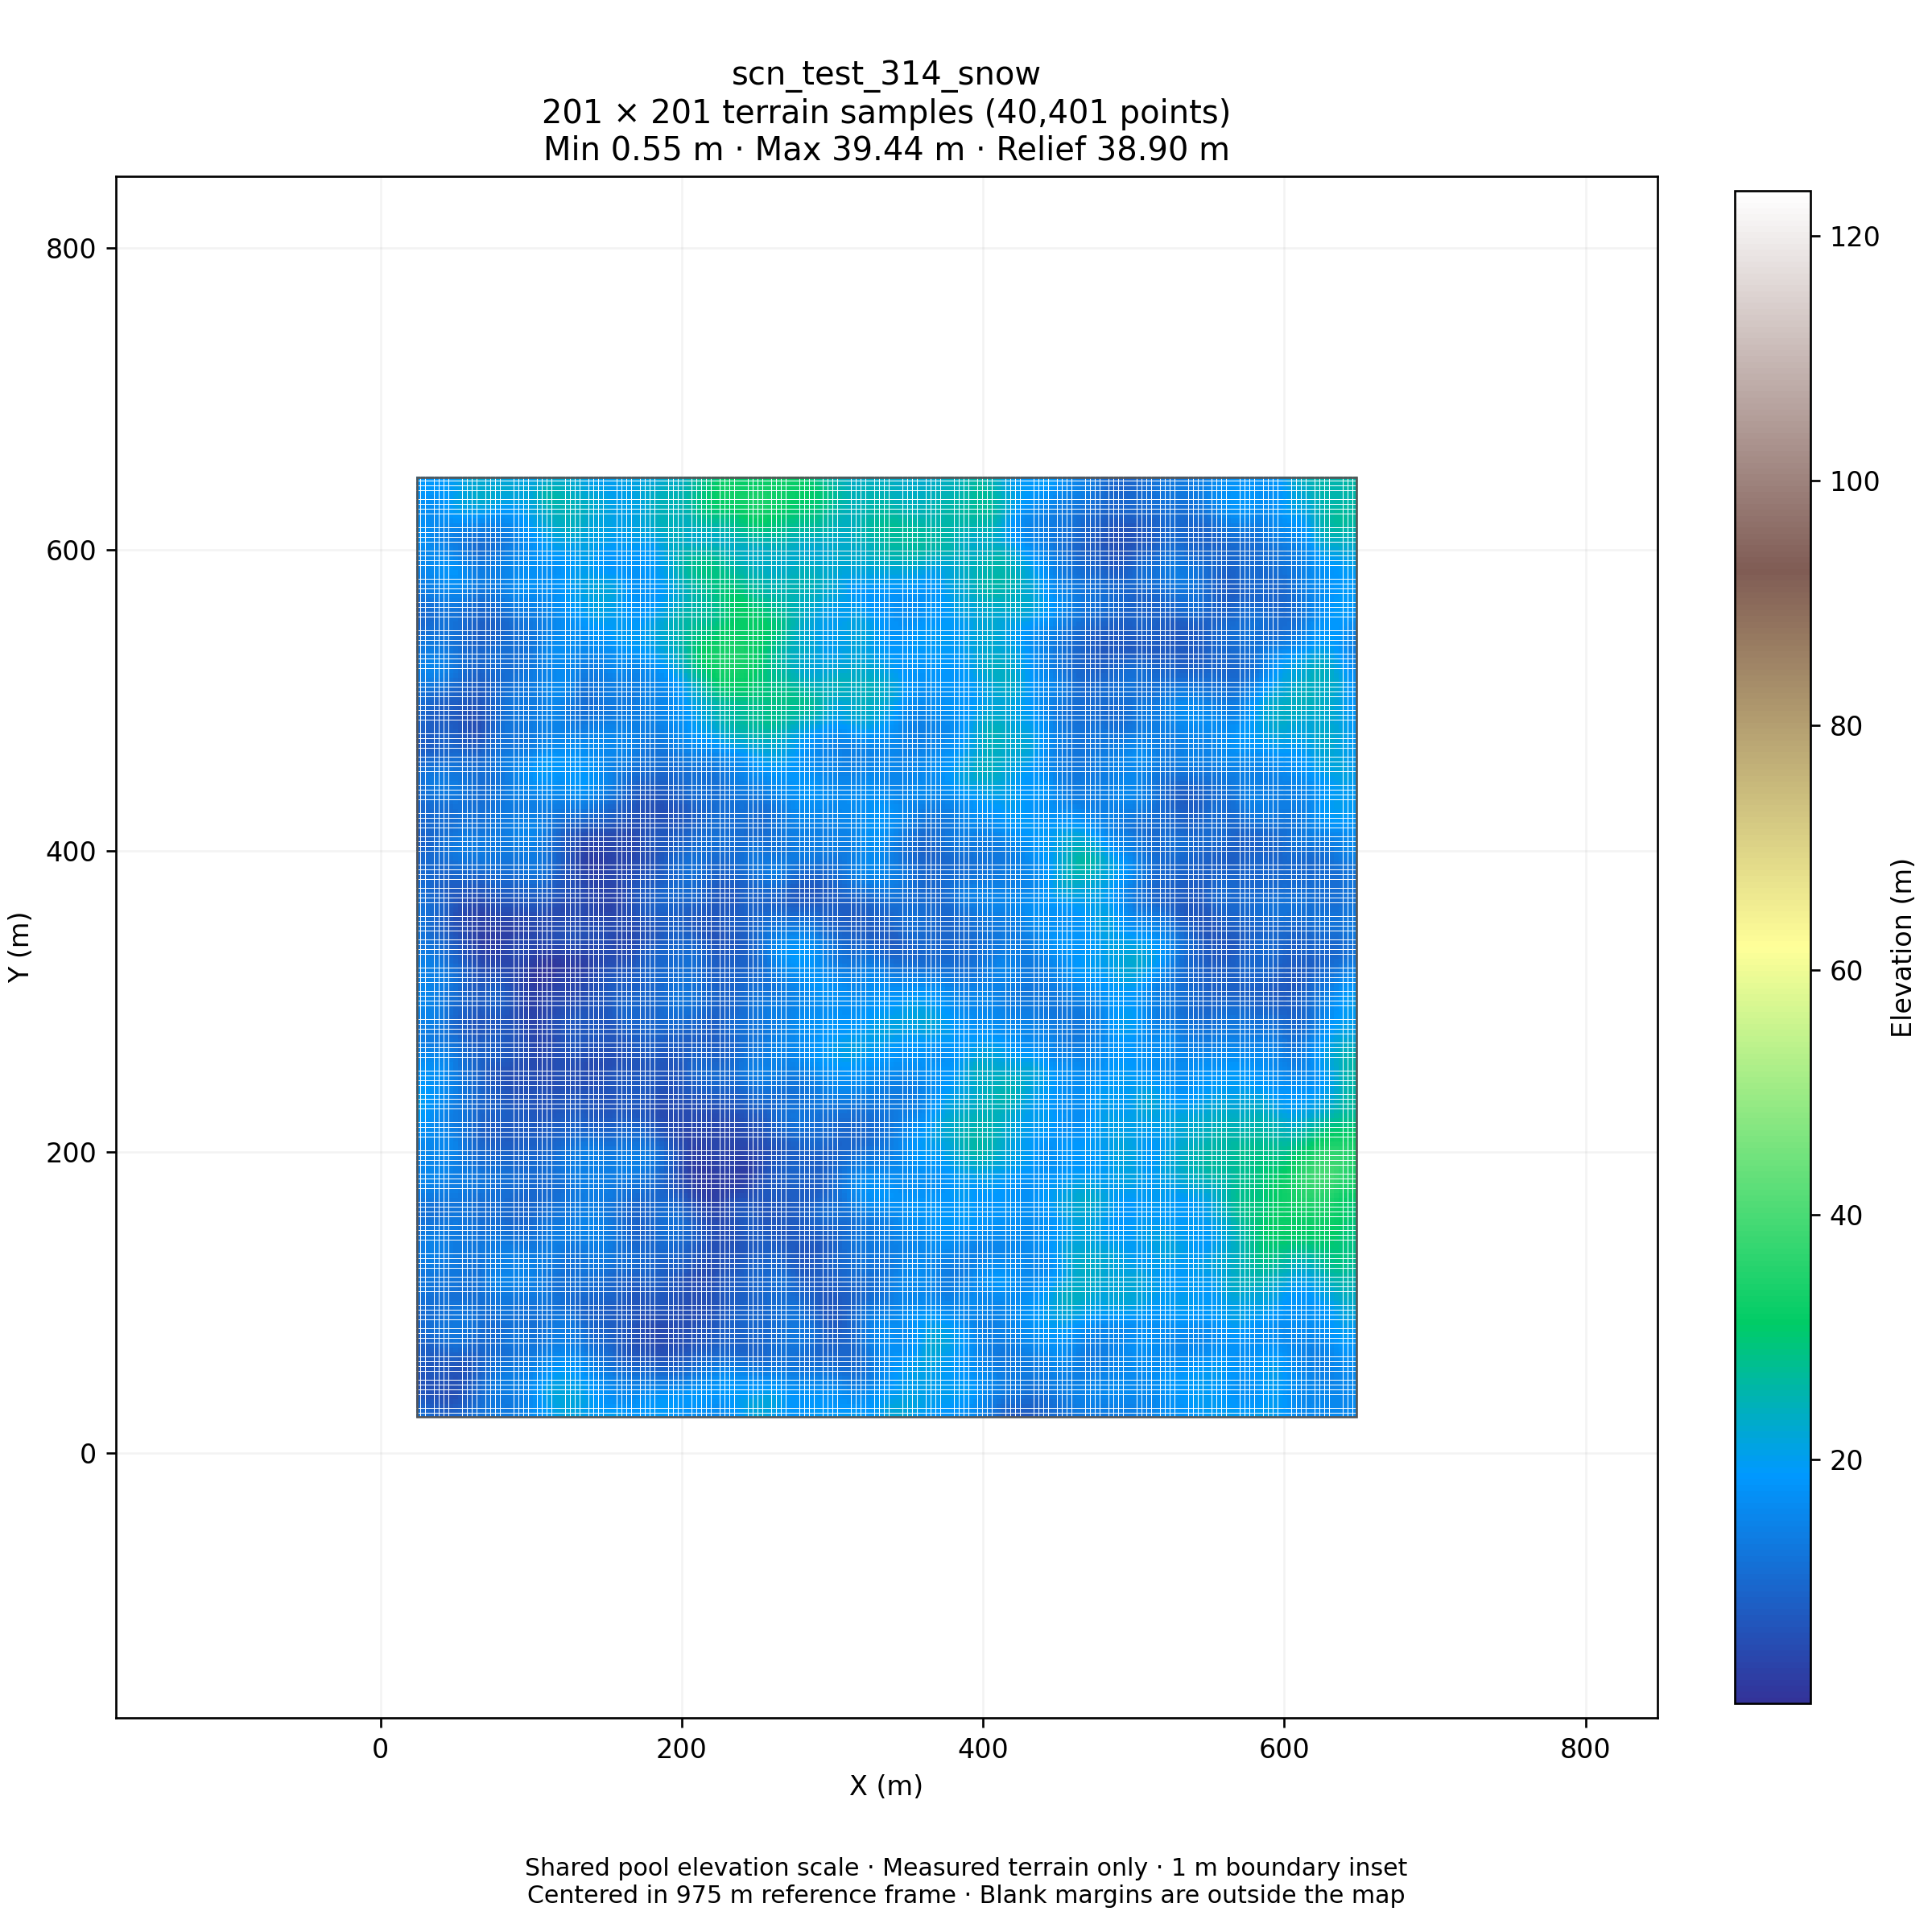 scn_test_314_snow
201 × 201 terrain samples (40,401 points)
Min 0.55 m · Max 39.44 m · Relief 38.90 m
800
600
400
200
0
Y (m)
0
200
400
600
800
X (m)
120
100
80
60
40
20
Elevation (m)
Shared pool elevation scale · Measured terrain only · 1 m boundary inset
Centered in 975 m reference frame · Blank margins are outside the map